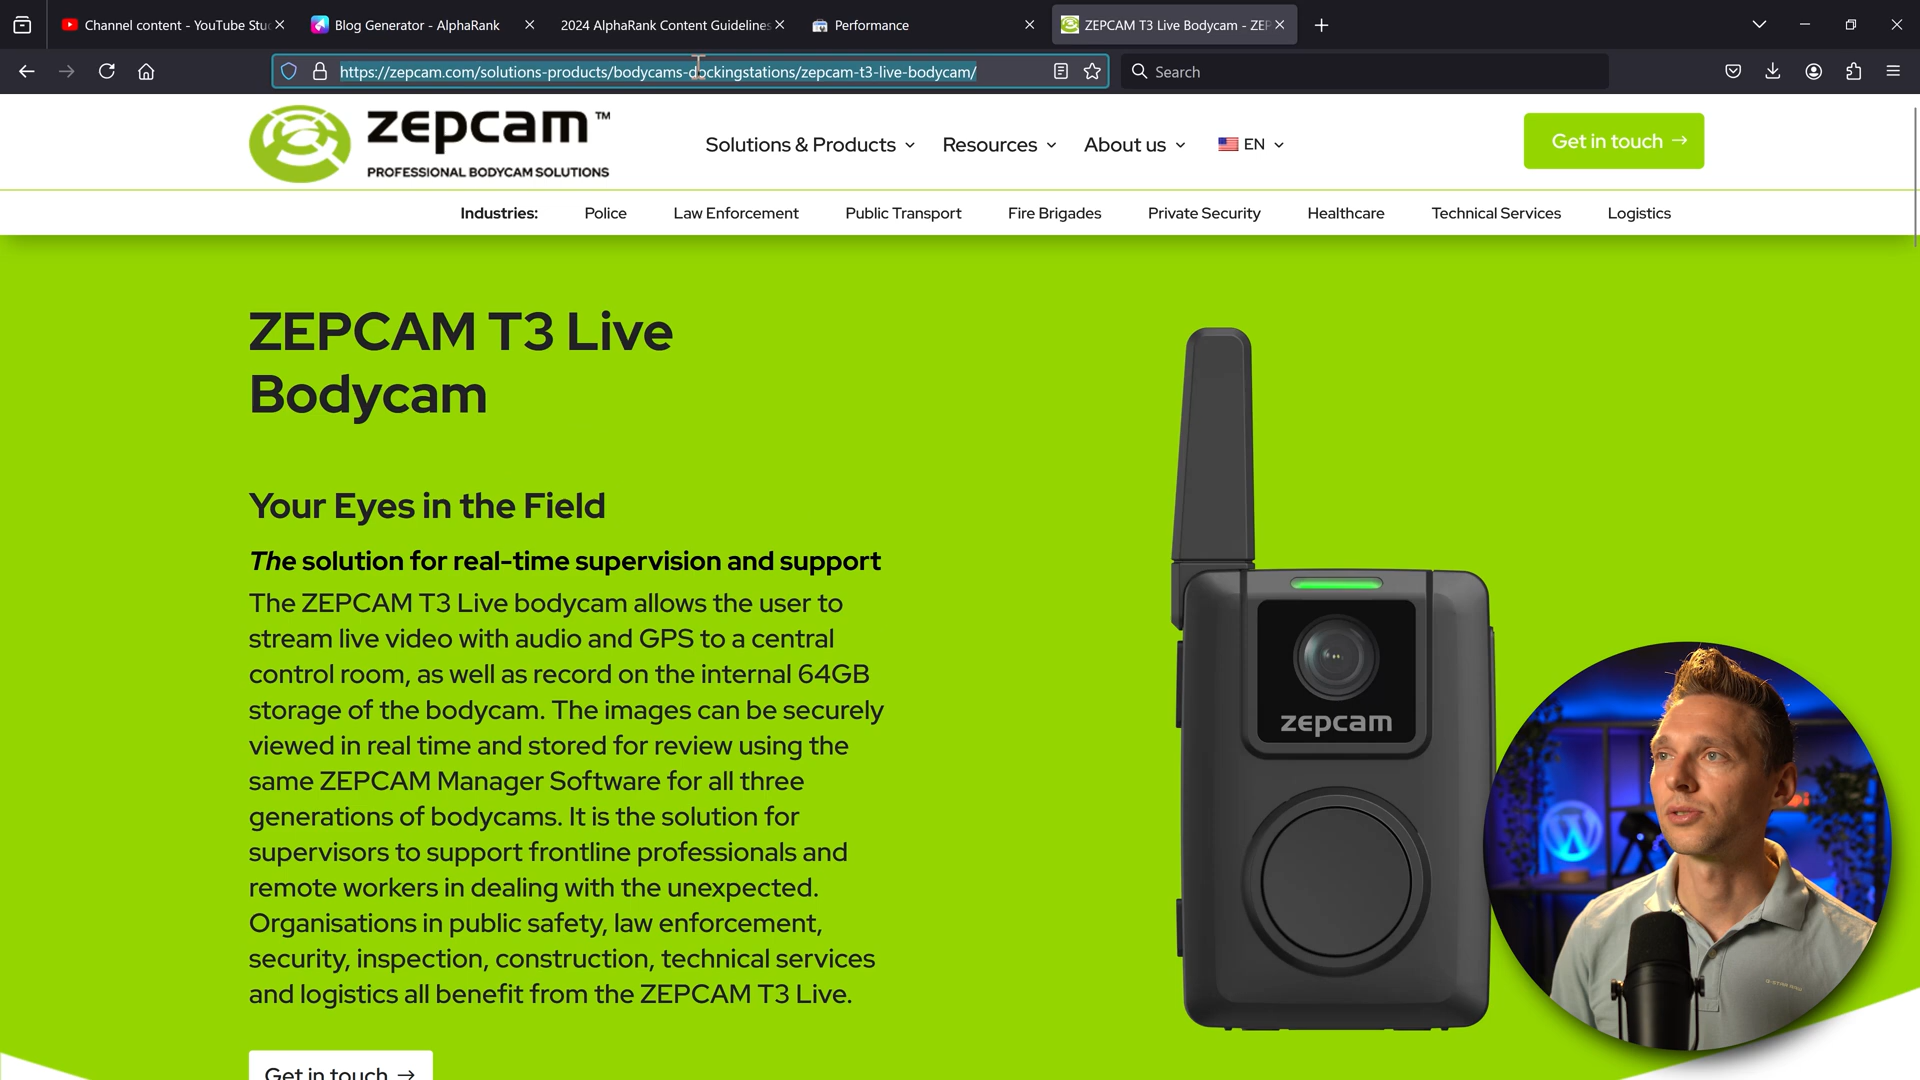 Channel content - YouTube Stu
Blog Generator - AlphaRank
2024 AlphaRank Content Guidelines
Performance
ZEPCAM T3 Live Bodycam - ZEP
https://zepcam.com/solutions-products/bodycams-dockingstations/zepcam-t3-live-bodycam/
Search
zepcam™
PROFESSIONAL BODYCAM SOLUTIONS
Solutions & Products
Resources
About us
EN
Get in touch →
Industries:
Police
Law Enforcement
Public Transport
Fire Brigades
Private Security
Healthcare
Technical Services
Logistics
ZEPCAM T3 Live
Bodycam
Your Eyes in the Field
The solution for real-time supervision and support
The ZEPCAM T3 Live bodycam allows the user to
stream live video with audio and GPS to a central
control room, as well as record on the internal 64GB
storage of the bodycam. The images can be securely
viewed in real time and stored for review using the
same ZEPCAM Manager Software for all three
generations of bodycams. It is the solution for
supervisors to support frontline professionals and
remote workers in dealing with the unexpected.
Organisations in public safety, law enforcement,
security, inspection, construction, technical services
and logistics all benefit from the ZEPCAM T3 Live.
Get in touch →
zepcam